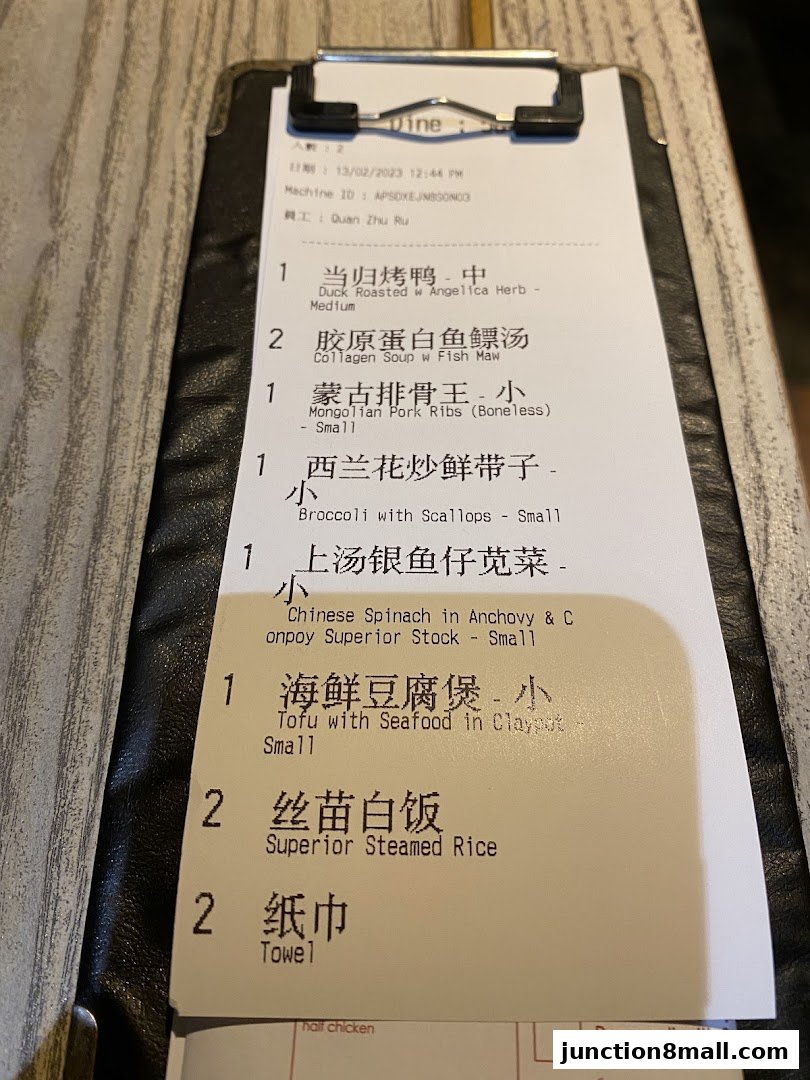 Dine :
人数 : 2
日期 : 13/02/2023 12:44 PM
Machine ID : APSDXEJN8SONO3
員工 : Quan Zhu Ru
1 当归烤鸭 - 中
Duck Roasted w Angelica Herb -
Medium
2 胶原蛋白鱼鳔汤
Collagen Soup w Fish Maw
1 蒙古排骨王 - 小
Mongolian Pork Ribs (Boneless)
- Small
1 西兰花炒鲜带子 -
小
Broccoli with Scallops - Small
1 上汤银鱼仔苋菜 -
小
Chinese Spinach in Anchovy & C
onpoy Superior Stock - Small
1 海鲜豆腐煲 - 小
Tofu with Seafood in Claypot -
Small
2 丝苗白饭
Superior Steamed Rice
2 纸巾
Towel
half chicken
junction8mall.com